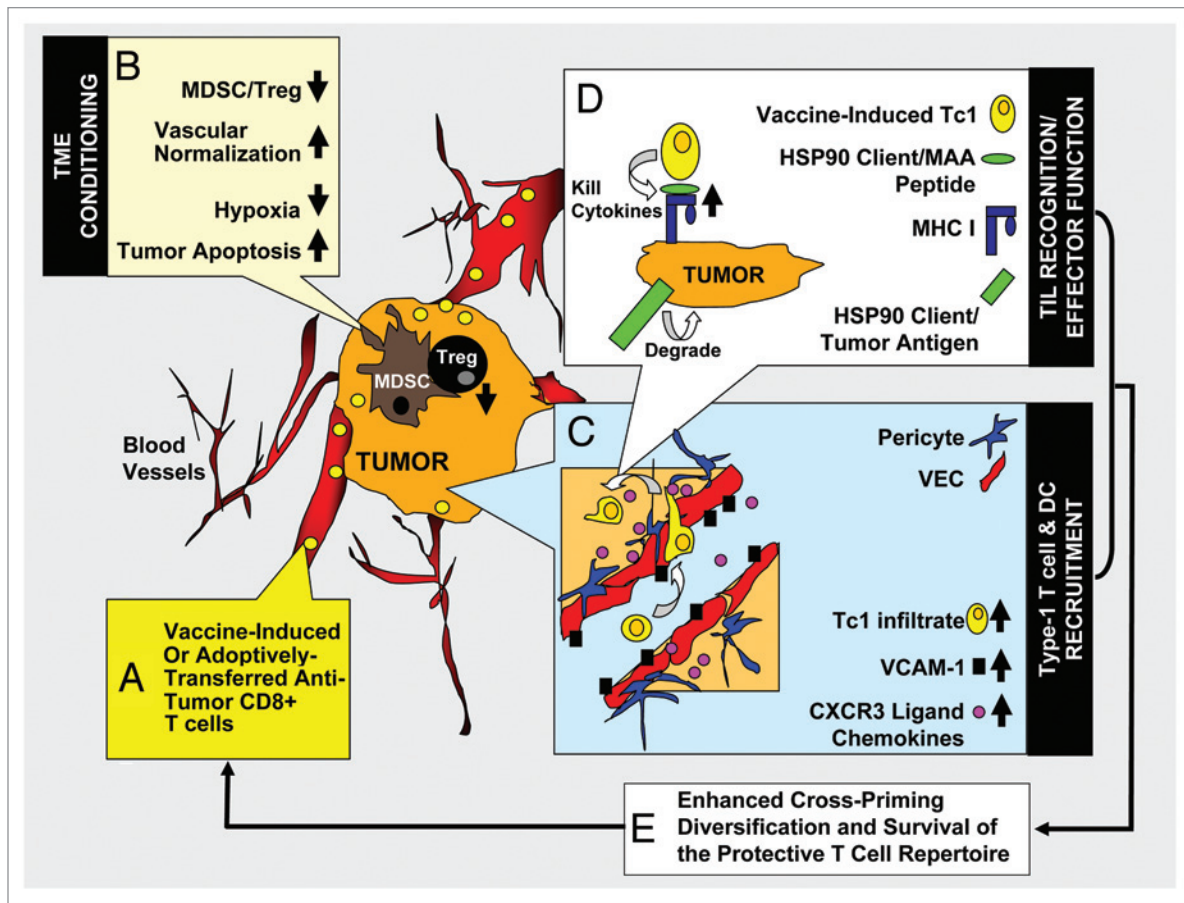 B
TME
CONDITIONING
MDSC/Treg
Vascular
Normalization
Hypoxia
Tumor Apoptosis
D
Vaccine-Induced Tc1
HSP90 Client/MAA
Peptide
MHC I
HSP90 Client/
Tumor Antigen
Kill
Cytokines
TUMOR
Degrade
TIL RECOGNITION/
EFFECTOR FUNCTION
Treg
MDSC
TUMOR
Blood
Vessels
C
Pericyte
VEC
Tc1 infiltrate
VCAM-1
CXCR3 Ligand
Chemokines
Type-1 T cell & DC
RECRUITMENT
A
Vaccine-Induced
Or Adoptively-
Transferred Anti-
Tumor CD8+
T cells
E
Enhanced Cross-Priming
Diversification and Survival of
the Protective T Cell Repertoire